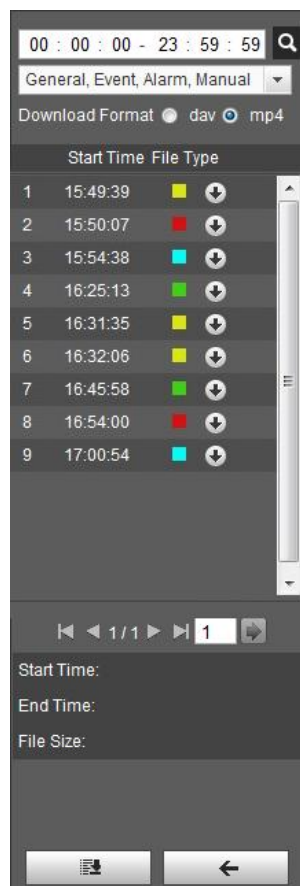 00 : 00 : 00 - 23 : 59 : 59
General, Event, Alarm, Manual
Download Format dav mp4
Start Time File Type
1 15:49:39
2 15:50:07
3 15:54:38
4 16:25:13
5 16:31:35
6 16:32:06
7 16:45:58
8 16:54:00
9 17:00:54
1/1 1
Start Time:
End Time:
File Size: